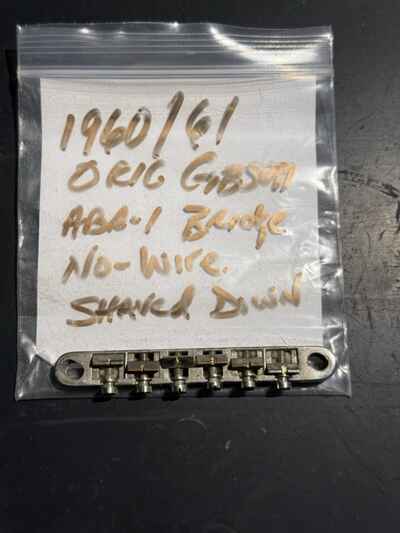 1960/61
ORIG GIBSON
ABR-1 Bridge
No-Wire.
SHAVED DOWN